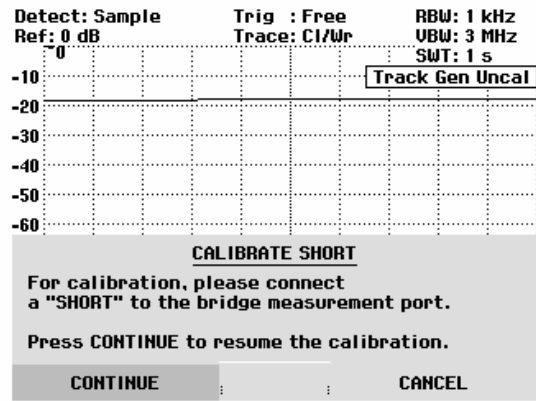 Detect: Sample Trig : Free RBW: 1 kHz
Ref: 0 dB Trace: Cl/Wr VBW: 3 MHz
0 SWT: 1 s
-10 Track Gen Uncal
-20
-30
-40
-50
-60
CALIBRATE SHORT
For calibration, please connect
a "SHORT" to the bridge measurement port.
Press CONTINUE to resume the calibration.
CONTINUE CANCEL